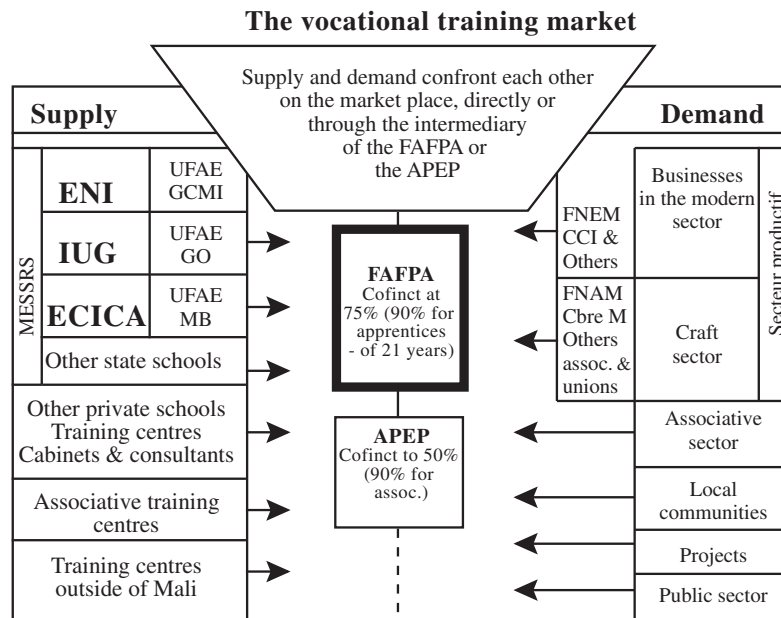 The vocational training market
Supply and demand confront each other
on the market place, directly or
through the intermediary
of the FAFPA or
the APEP
Supply
Demand
MESSRS
ENI
UFAE
GCMI
IUG
UFAE
GO
ECICA
UFAE
MB
Other state schools
Other private schools
Training centres
Cabinets & consultants
Associative training
centres
Training centres
outside of Mali
FAFPA
Cofinct at
75% (90% for
apprentices
- of 21 years)
APEP
Cofinct to 50%
(90% for
assoc.)
FNEM
CCI &
Others
Businesses
in the modern
sector
FNAM
Cbre M
Others
assoc. &
unions
Craft
sector
Secteur productif
Associative
sector
Local
communities
Projects
Public sector